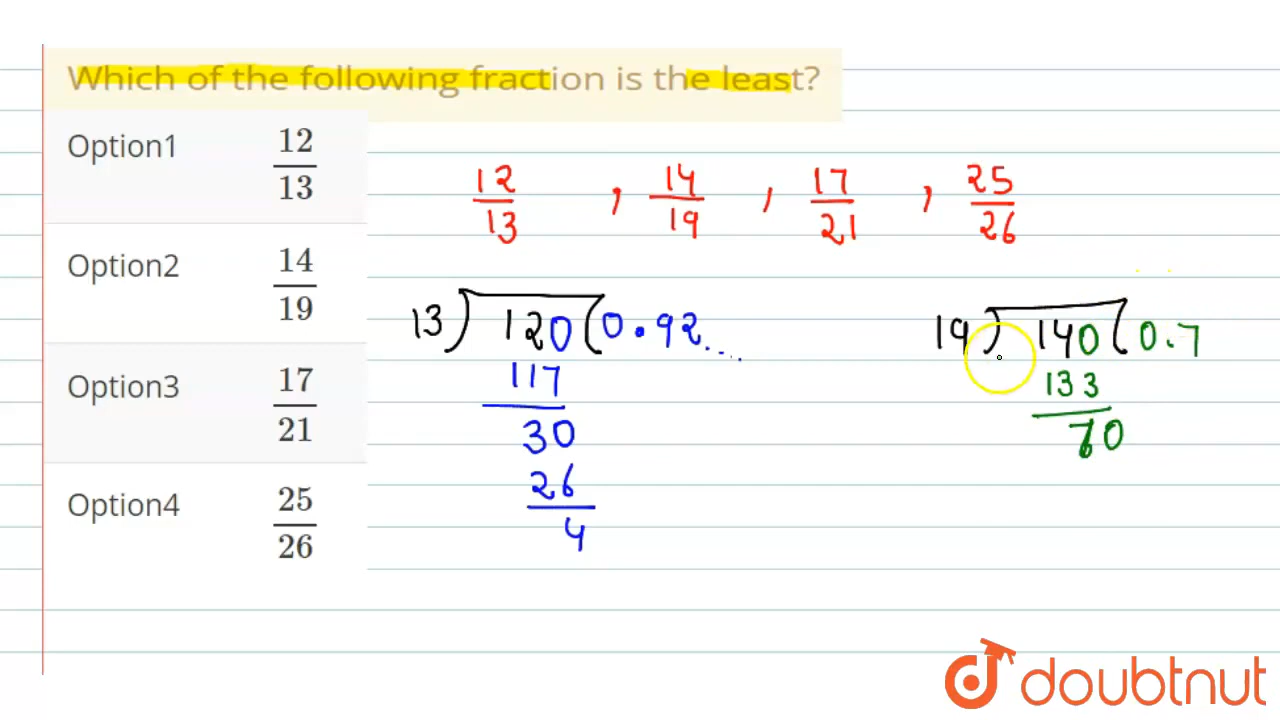 Which of the following fraction is the least?
Option1 12/13
Option2 14/19
Option3 17/21
Option4 25/26
12/13 , 14/19 , 17/21 , 25/26
13 ) 120 ( 0.92....
117
30
26
4
19 ) 140 ( 0.7
133
70
doubtnut